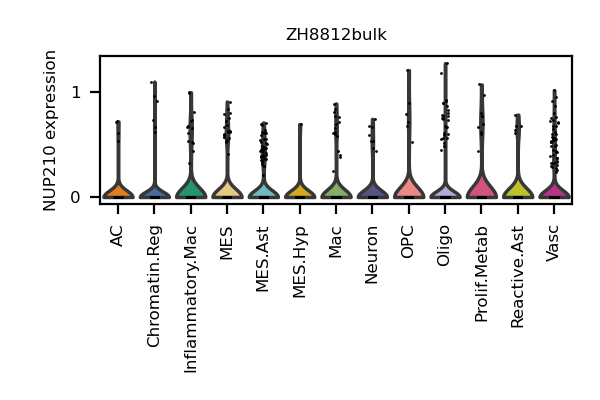 ZH8812bulk
NUP210 expression
1
0
AC
Chromatin.Reg
Inflammatory.Mac
MES
MES.Ast
MES.Hyp
Mac
Neuron
OPC
Oligo
Prolif.Metab
Reactive.Ast
Vasc